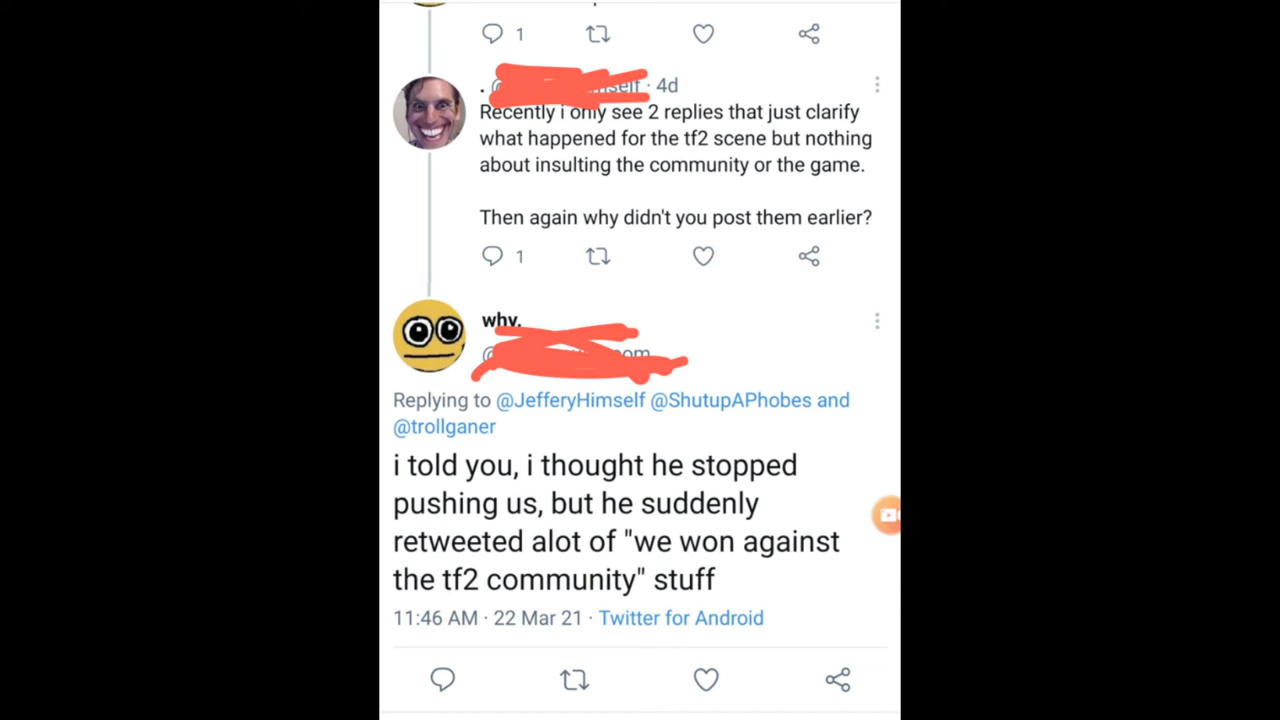 1
. @ mself · 4d
Recently i only see 2 replies that just clarify
what happened for the tf2 scene but nothing
about insulting the community or the game.
Then again why didn't you post them earlier?
1
why.
@ om
Replying to @JefferyHimself @ShutupAPhobes and
@trollganer
i told you, i thought he stopped
pushing us, but he suddenly
retweeted alot of "we won against
the tf2 community" stuff
11:46 AM · 22 Mar 21 · Twitter for Android